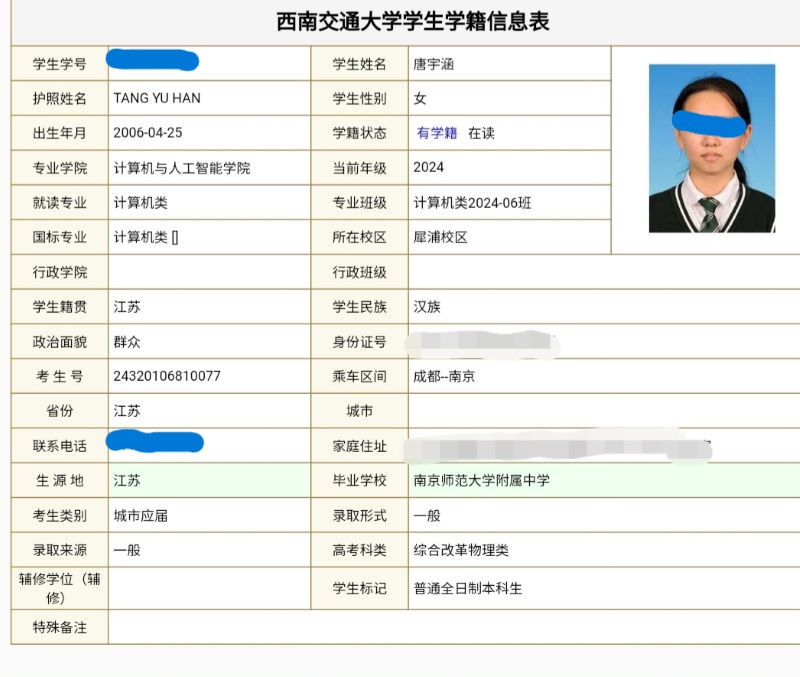 西南交通大学学生学籍信息表
学生学号 学生姓名 唐宇涵
护照姓名 TANG YU HAN 学生性别 女
出生年月 2006-04-25 学籍状态 有学籍 在读
专业学院 计算机与人工智能学院 当前年级 2024
就读专业 计算机类 专业班级 计算机类2024-06班
国标专业 计算机类 [] 所在校区 犀浦校区
行政学院 行政班级
学生籍贯 江苏 学生民族 汉族
政治面貌 群众 身份证号
考 生 号 24320106810077 乘车区间 成都--南京
省份 江苏 城市
联系电话 家庭住址
生 源 地 江苏 毕业学校 南京师范大学附属中学
考生类别 城市应届 录取形式 一般
录取来源 一般 高考科类 综合改革物理类
辅修学位（辅
修） 学生标记 普通全日制本科生
特殊备注